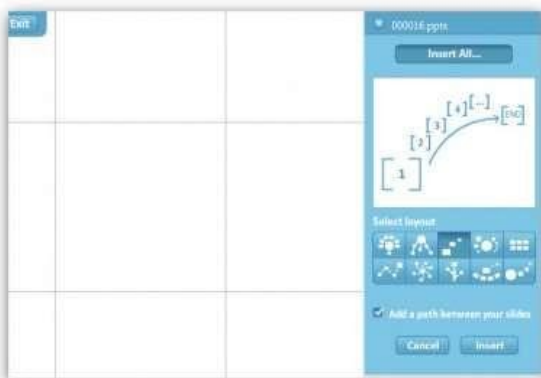 Exit
000016.pptx
Insert All...
[1]
[2]
[3]
[4]
[...]
[END]
Select layout
Add a path between your slides
Cancel
Insert